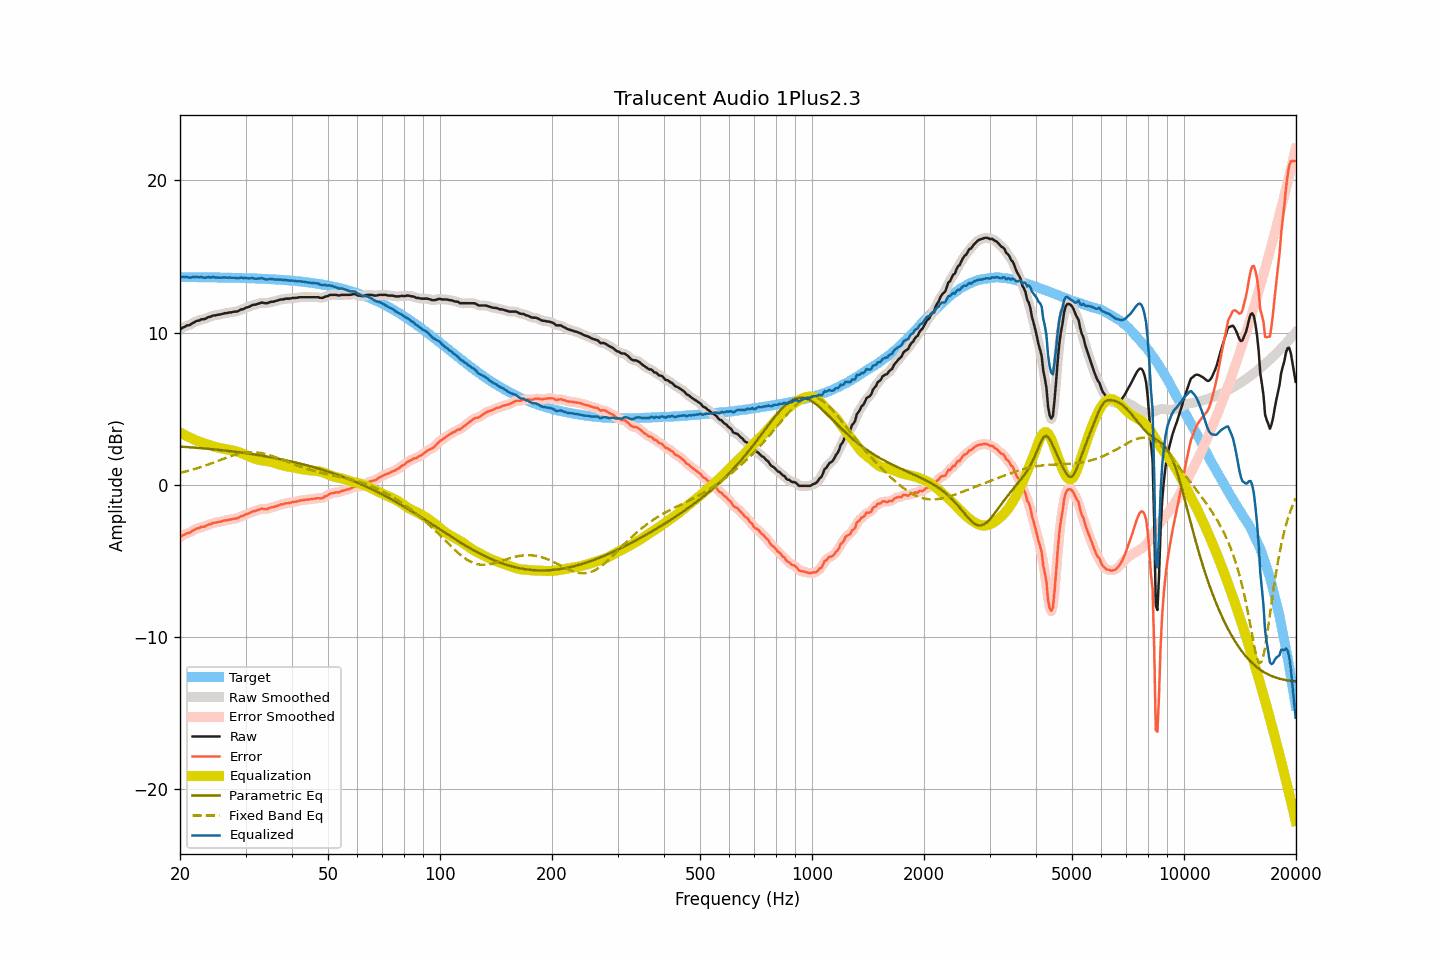 Tralucent Audio 1Plus2.3
20
10
0
−10
−20
Amplitude (dBr)
Target
Raw Smoothed
Error Smoothed
Raw
Error
Equalization
Parametric Eq
Fixed Band Eq
Equalized
20 50 100 200 500 1000 2000 5000 10000 20000
Frequency (Hz)